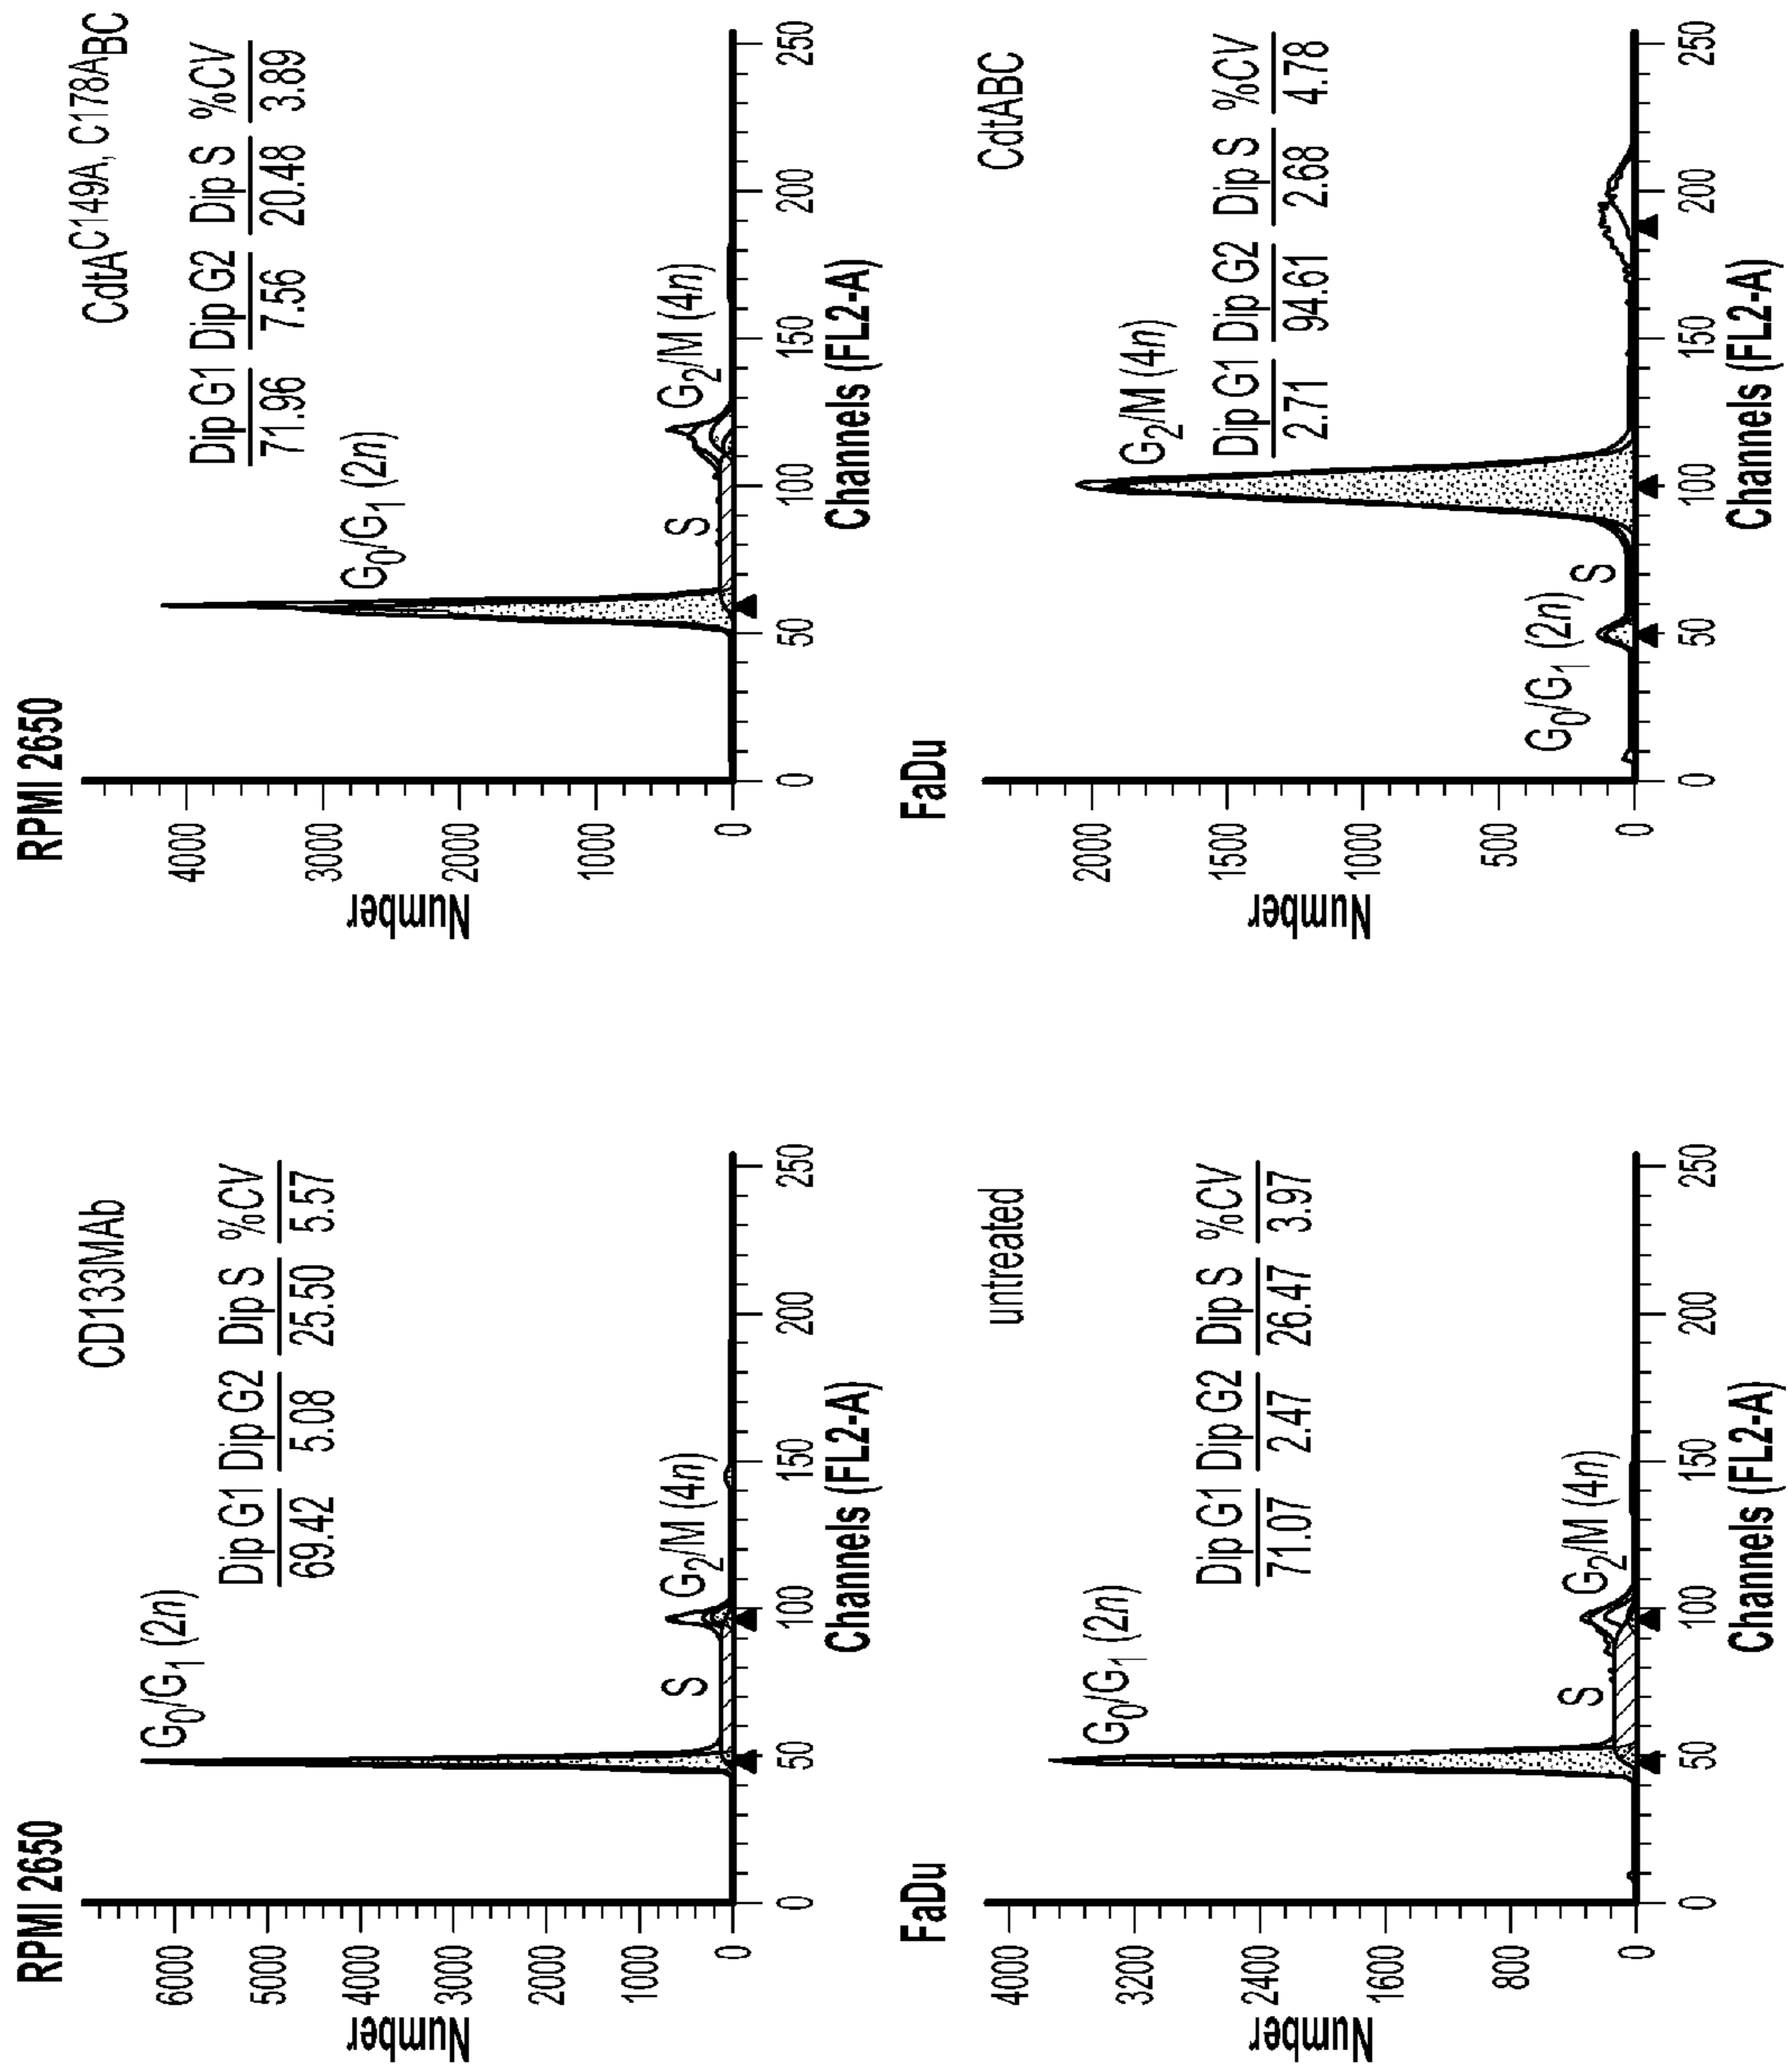 RPMI 2650
CD133MAb
Dip G1 Dip G2 Dip S %CV
69.42 5.08 25.50 5.57
G0/G1 (2n)
S
G2/M (4n)
Number
6000
5000
4000
3000
2000
1000
0
0 50 100 150 200 250
Channels (FL2-A)
RPMI 2650
CdtAC149A, C178ABC
Dip G1 Dip G2 Dip S %CV
71.96 7.56 20.48 3.89
G0/G1 (2n)
S
G2/M (4n)
Number
4000
3000
2000
1000
0
0 50 100 150 200 250
Channels (FL2-A)
FaDu
untreated
G0/G1 (2n)
Dip G1 Dip G2 Dip S %CV
71.07 2.47 26.47 3.97
S
G2/M (4n)
Number
4000
3200
2400
1600
800
0
0 50 100 150 200 250
Channels (FL2-A)
FaDu
CdtABC
G2/M (4n)
Dip G1 Dip G2 Dip S %CV
2.71 94.61 2.68 4.78
G0/G1 (2n)
S
Number
2000
1500
1000
500
0
0 50 100 150 200 250
Channels (FL2-A)